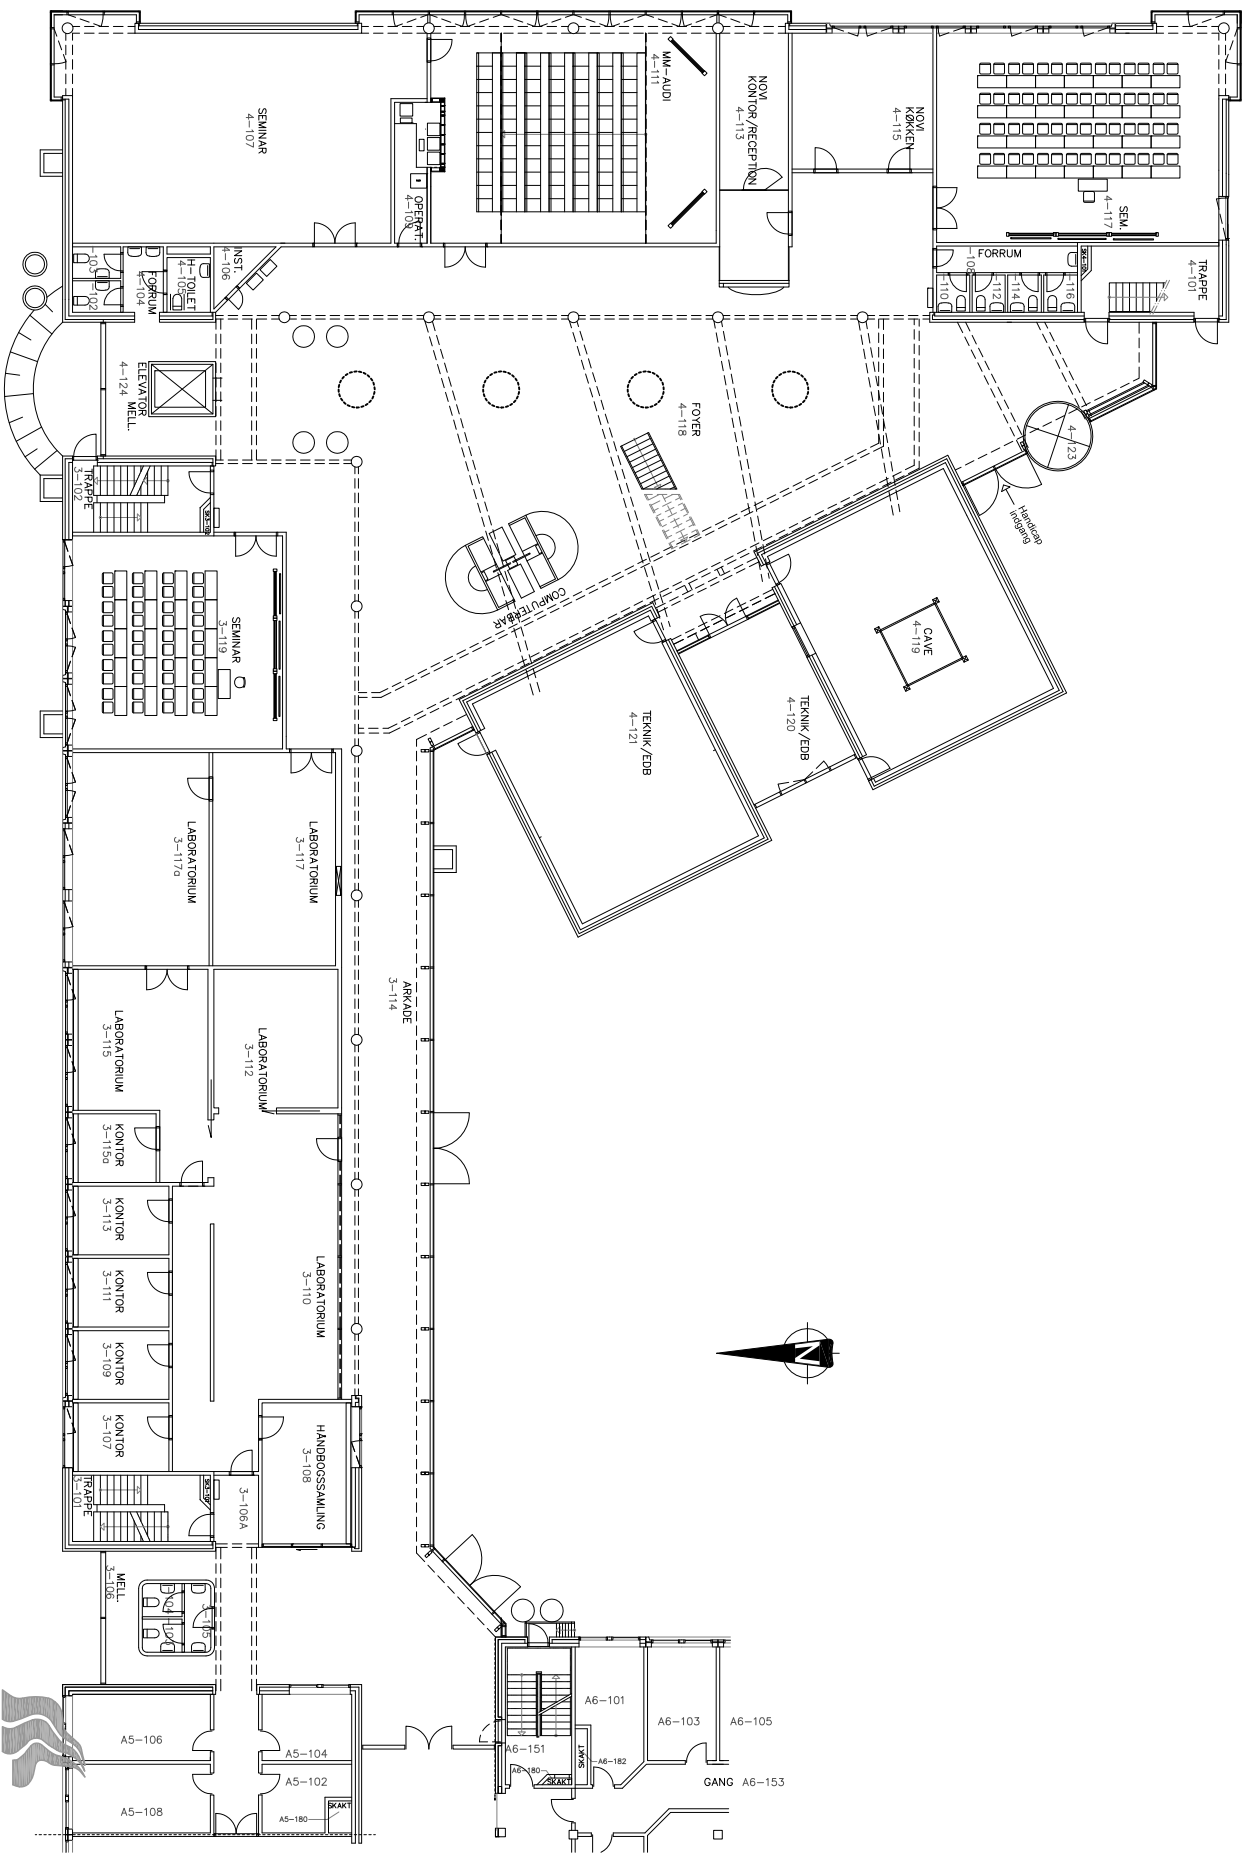 SEMINAR
4-107
MM-AUDI
4-111
NOVI
KONTOR/RECEPTION
4-113
NOVI
KØKKEN
4-115
SEM.
4-117
OPERAT.
4-109
INST.
4-106
H-TOILET
4-105
FORRUM
4-104
-103
-102
FORRUM
-108
-110
-112
-114
-116
TRAPPE
4-101
ELEVATOR
MELL.
4-124
FOYER
4-118
4-123
Handicap
indgang
TRAPPE
3-102
SK3-102
COMPUTERBAR
CAVE
4-119
TEKNIK/EDB
4-120
TEKNIK/EDB
4-121
SEMINAR
3-119
LABORATORIUM
3-117
LABORATORIUM
3-117a
ARKADE
3-114
LABORATORIUM
3-115
LABORATORIUM
3-112
KONTOR
3-115a
KONTOR
3-113
KONTOR
3-111
KONTOR
3-109
KONTOR
3-107
LABORATORIUM
3-110
HÅNDBOGSSAMLING
3-108
TRAPPE
3-101
SK3-101
3-106A
MELL.
3-106
3-105
-104
-103
N
A5-106
A5-104
A5-102
A5-108
A5-180
SKAKT
A6-101
A6-103
A6-105
A6-151
A6-180
SKAKT
SKAKT
A6-182
GANG A6-153